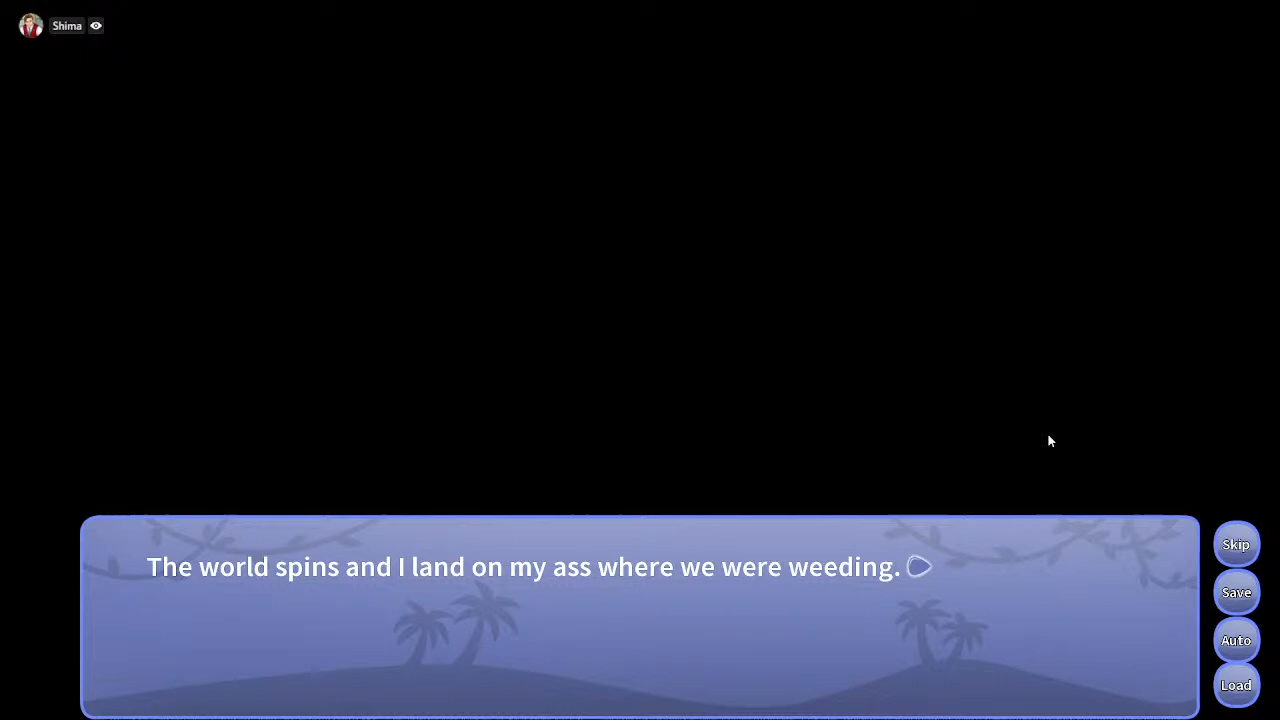 Shima
The world spins and I land on my ass where we were weeding.
Skip
Save
Auto
Load